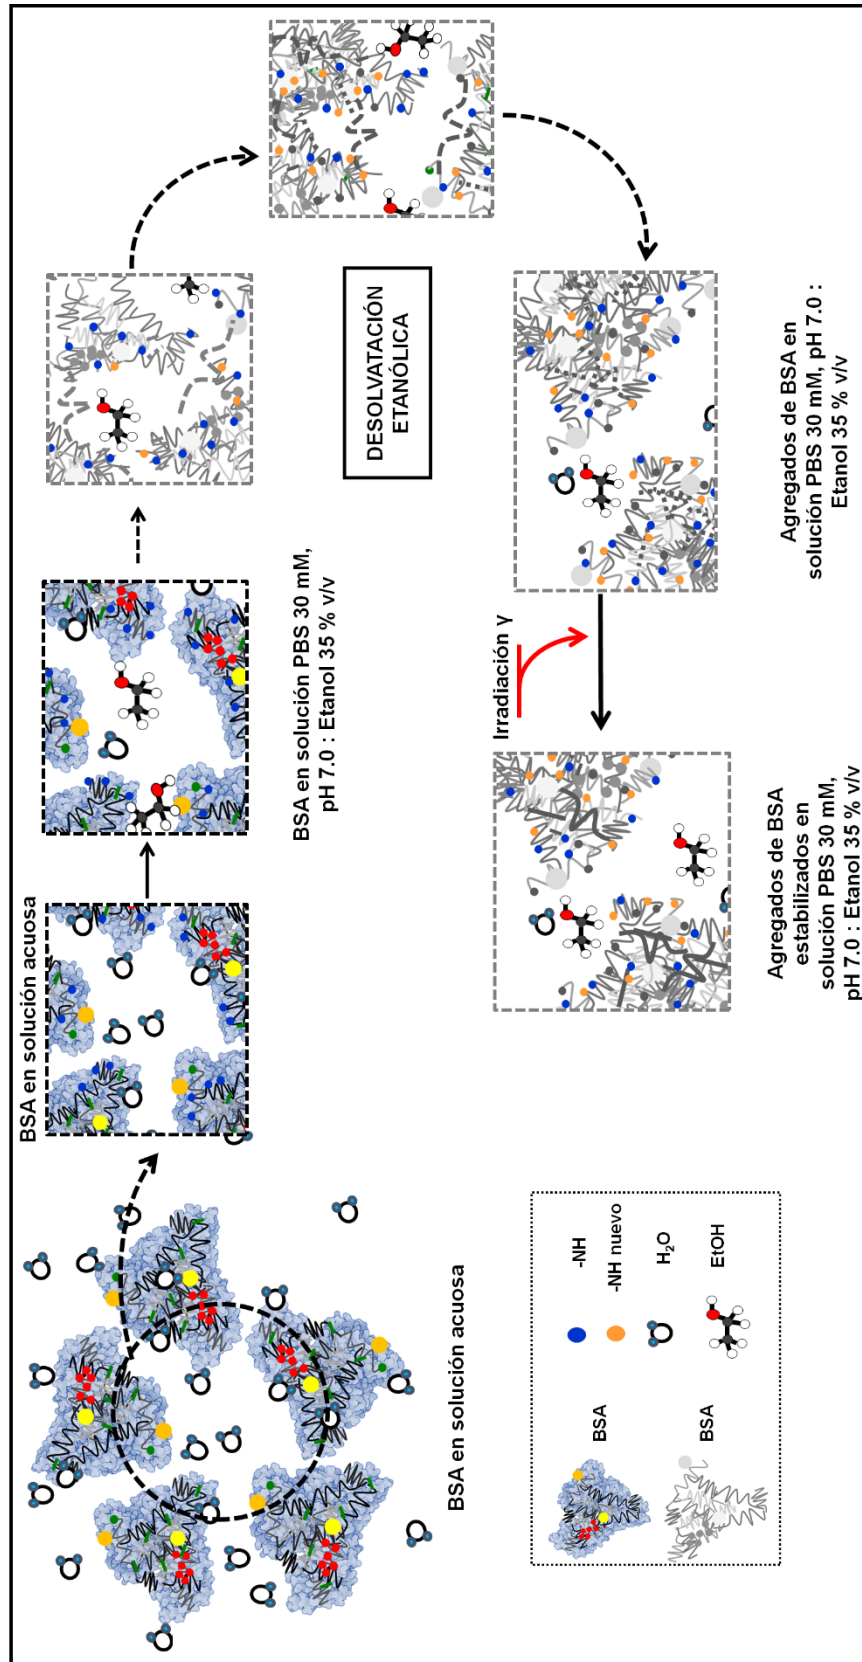 BSA en solución acuosa
BSA en solución acuosa
BSA en solución PBS 30 mM,
pH 7.0 : Etanol 35 % v/v
DESOLVATACIÓN
ETANÓLICA
Agregados de BSA en
solución PBS 30 mM, pH 7.0 :
Etanol 35 % v/v
Irradiación γ
Agregados de BSA
estabilizados en
solución PBS 30 mM,
pH 7.0 : Etanol 35 % v/v
BSA
-NH
-NH nuevo
H₂O
BSA
EtOH